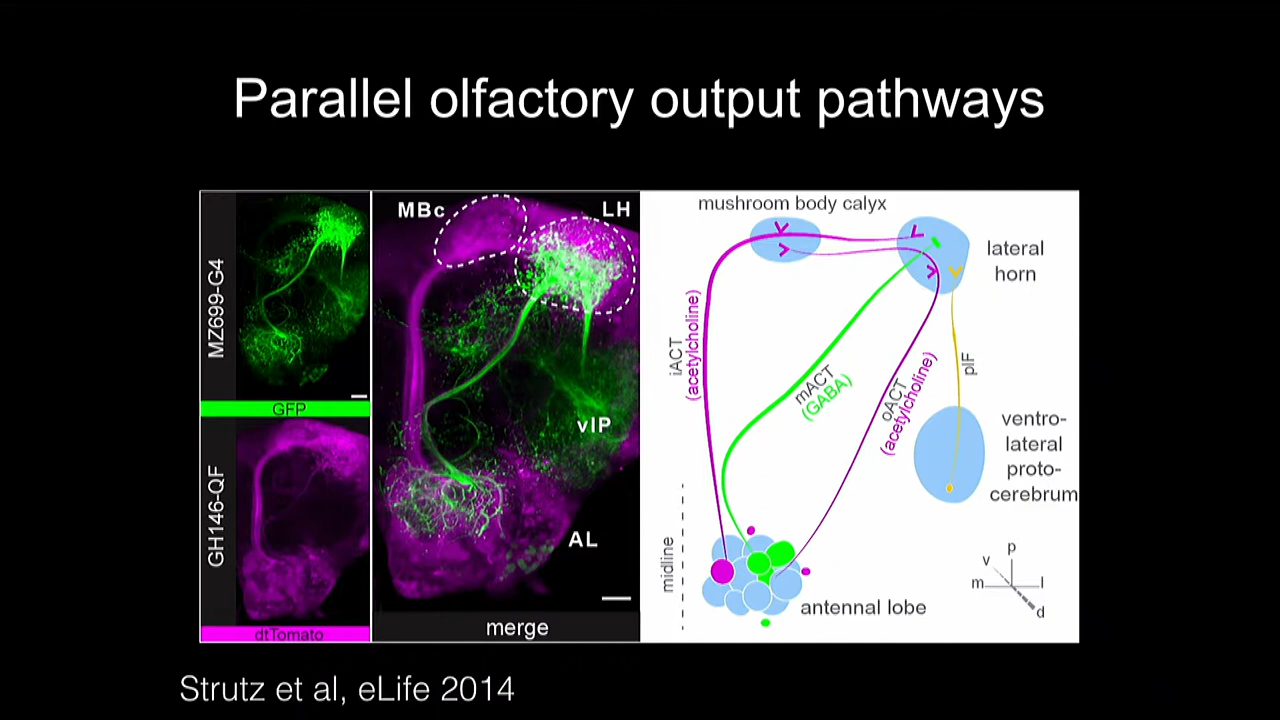 Parallel olfactory output pathways
MZ699-G4
GFP
GH146-QF
dtTomato
MBc
LH
vlP
AL
merge
mushroom body calyx
lateral
horn
iACT
(acetylcholine)
mACT
(GABA)
oACT
(acetylcholine)
plF
ventro-
lateral
proto-
cerebrum
midline
antennal lobe
p
v
m
l
d
Strutz et al, eLife 2014